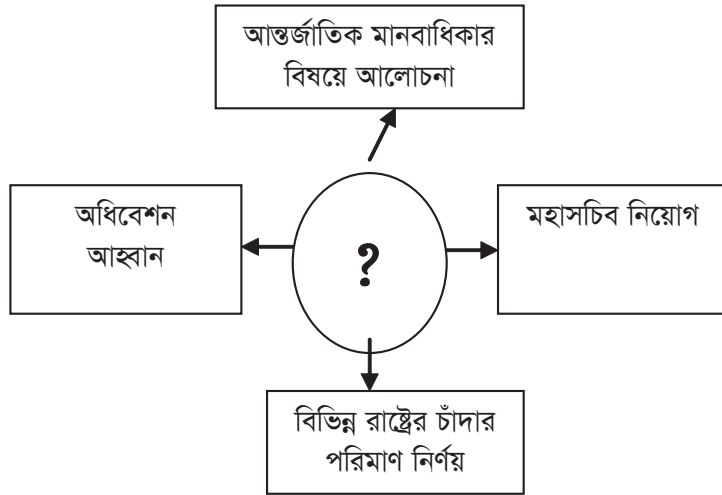 আন্তর্জাতিক মানবাধিকার
বিষয়ে আলোচনা
অধিবেশন
আহ্বান
?
মহাসচিব নিয়োগ
বিভিন্ন রাষ্ট্রের চাঁদার
পরিমাণ নির্ণয়